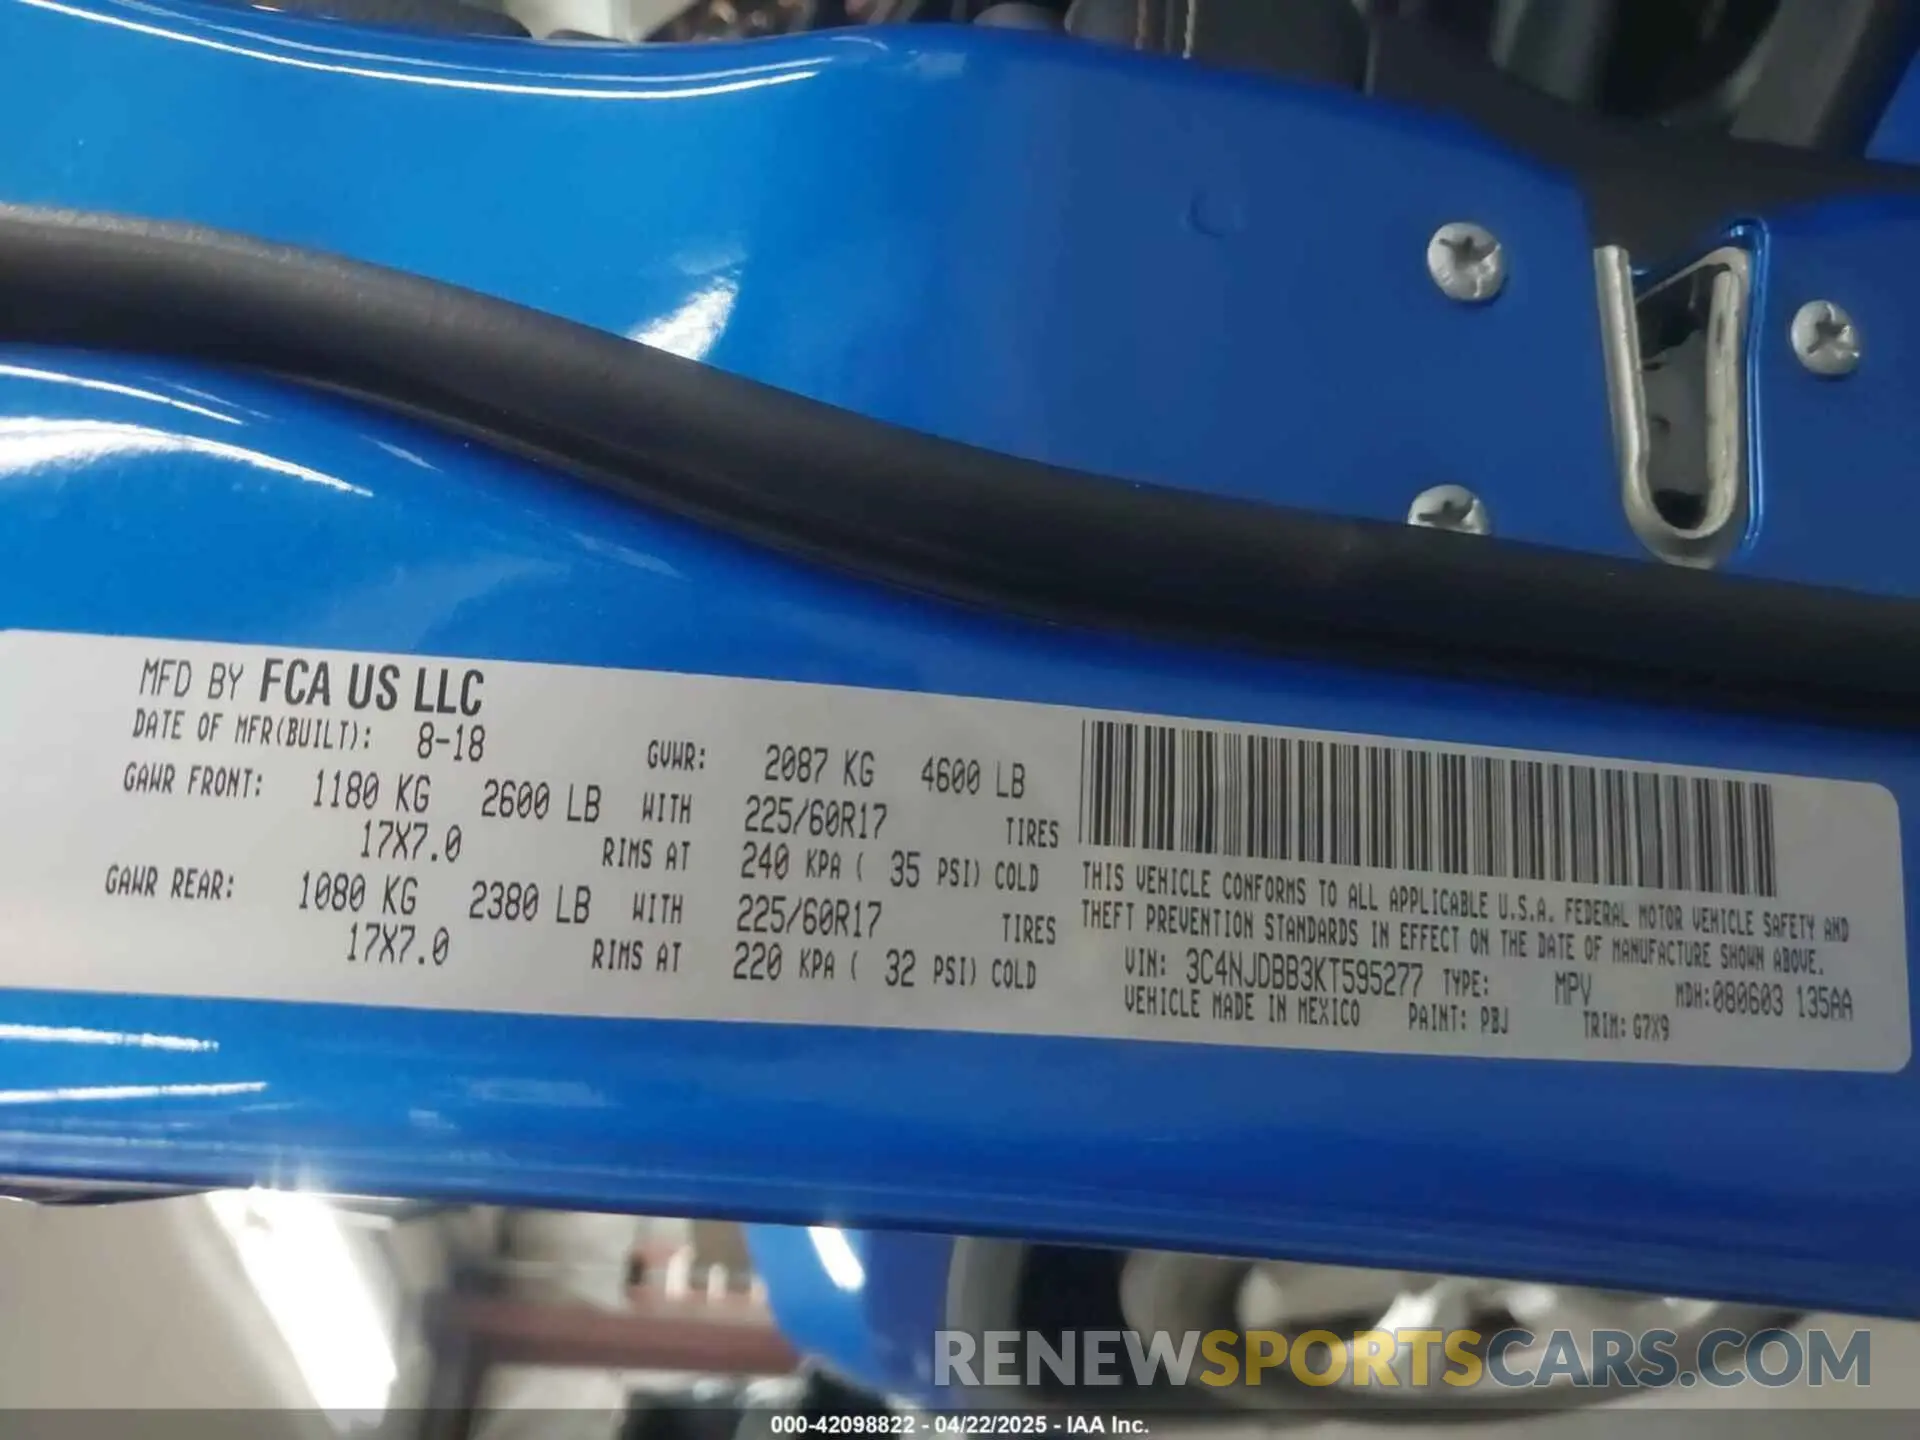 MFD BY FCA US LLC
DATE OF MFR(BUILT): 8-18 GVWR: 2087 KG 4600 LB
GAWR FRONT: 1180 KG 2600 LB WITH 225/60R17 TIRES
17X7.0 RIMS AT 240 KPA ( 35 PSI) COLD
GAWR REAR: 1080 KG 2380 LB WITH 225/60R17 TIRES
17X7.0 RIMS AT 220 KPA ( 32 PSI) COLD
THIS VEHICLE CONFORMS TO ALL APPLICABLE U.S.A. FEDERAL MOTOR VEHICLE SAFETY AND
THEFT PREVENTION STANDARDS IN EFFECT ON THE DATE OF MANUFACTURE SHOWN ABOVE.
VIN: 3C4NJDBB3KT595277 TYPE: MPV MDH:080603 135AA
VEHICLE MADE IN MEXICO PAINT: PBJ TRIM: G7X9
RENEWSPORTSCARS.COM
000-42098822 - 04/22/2025 - IAA Inc.